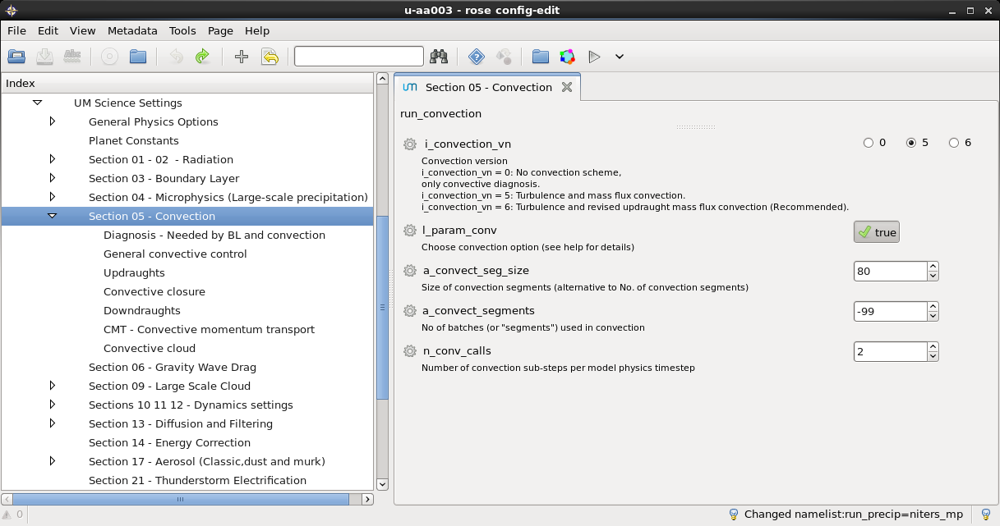 u-aa003 - rose config-edit
File Edit View Metadata Tools Page Help
Index
UM Science Settings
General Physics Options
Planet Constants
Section 01 - 02  - Radiation
Section 03 - Boundary Layer
Section 04 - Microphysics (Large-scale precipitation)
Section 05 - Convection
Diagnosis - Needed by BL and convection
General convective control
Updraughts
Convective closure
Downdraughts
CMT - Convective momentum transport
Convective cloud
Section 06 - Gravity Wave Drag
Section 09 - Large Scale Cloud
Sections 10 11 12 - Dynamics settings
Section 13 - Diffusion and Filtering
Section 14 - Energy Correction
Section 17 - Aerosol (Classic,dust and murk)
Section 21 - Thunderstorm Electrification
um Section 05 - Convection
run_convection
i_convection_vn 0 5 6
Convection version
i_convection_vn = 0: No convection scheme,
only convective diagnosis.
i_convection_vn = 5: Turbulence and mass flux convection.
i_convection_vn = 6: Turbulence and revised updraught mass flux convection (Recommended).
l_param_conv true
Choose convection option (see help for details)
a_convect_seg_size 80
Size of convection segments (alternative to No. of convection segments)
a_convect_segments -99
No of batches (or "segments") used in convection
n_conv_calls 2
Number of convection sub-steps per model physics timestep
0 Changed namelist:run_precip=niters_mp